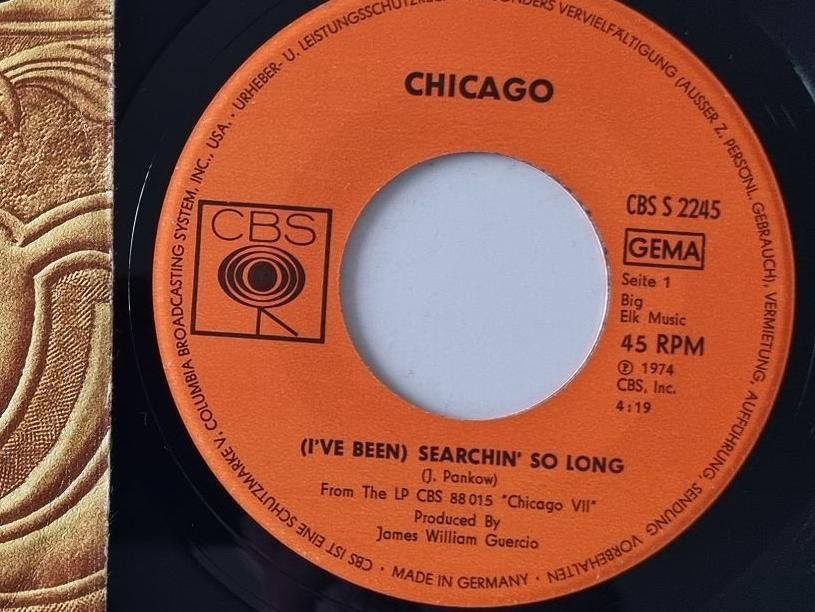 CHICAGO
CBS
CBS S 2245
GEMA
Seite 1
Big
Elk Music
45 RPM
Ⓟ 1974
CBS, Inc.
4:19
(I'VE BEEN) SEARCHIN' SO LONG
(J. Pankow)
From The LP CBS 88 015 "Chicago VII"
Produced By
James William Guercio
CBS IST EINE SCHUTZMARKE V. COLUMBIA BROADCASTING SYSTEM, INC., USA. · URHEBER- U. LEISTUNGSSCHUTZREC
ONDERS VERVIELFÄLTIGUNG (AUSSER Z. PERSÖNL. GEBRAUCH), VERMIETUNG, AUFFÜHRUNG, SENDUNG VORBEHALTEN ·
MADE IN GERMANY ·